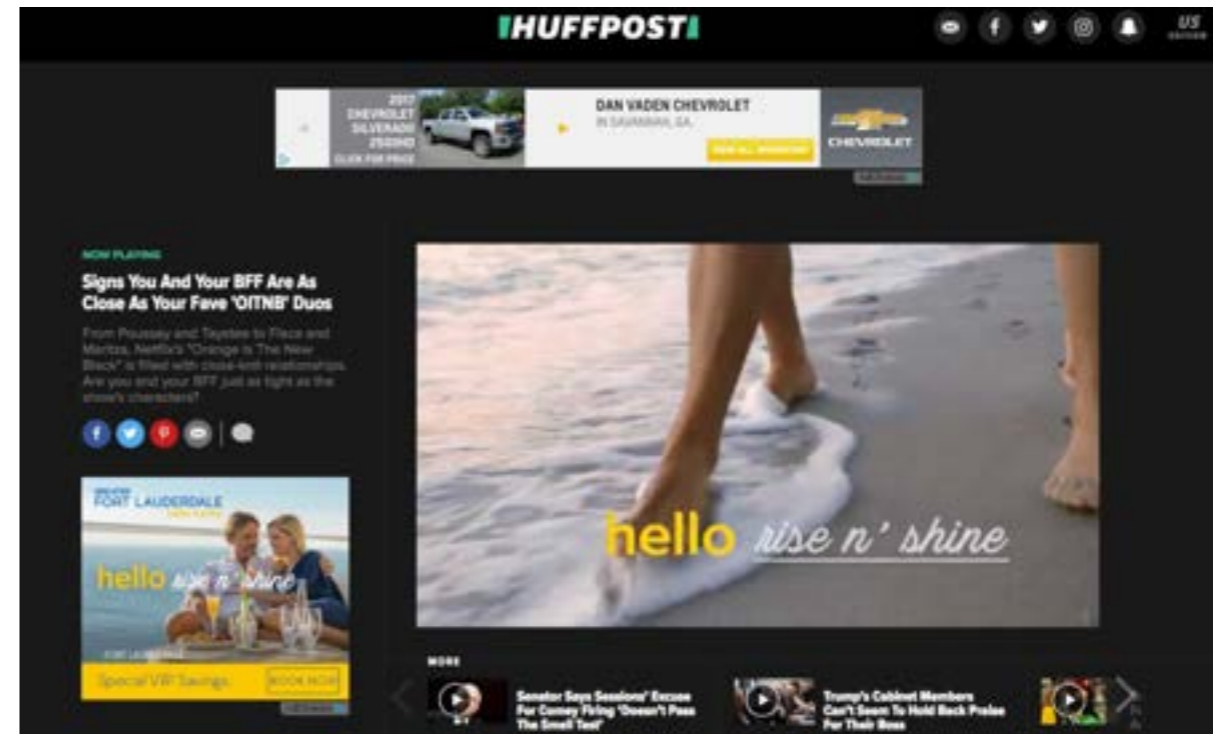 HUFFPOST
US
EDITION
2017
CHEVROLET
SILVERADO
2500HD
CLICK FOR PRICE
DAN VADEN CHEVROLET
IN SAVANNAH, GA.
CHEVROLET
NOW PLAYING
Signs You And Your BFF Are As
Close As Your Fave 'OITNB' Duos
From Poussey and Taystee to Flaca and
Maritza, Netflix's "Orange Is The New
Black" is filled with close-knit relationships.
Are you and your BFF just as tight as the
show's characters?
GREATER
FORT LAUDERDALE
hello rise n' shine
FORT LAUDERDALE
Special VIP Savings.
BOOK NOW
hello rise n' shine
MORE
Senator Says Sessions' Excuse
For Comey Firing 'Doesn't Pass
The Smell Test'
Trump's Cabinet Members
Can't Seem To Hold Back Praise
For Their Boss